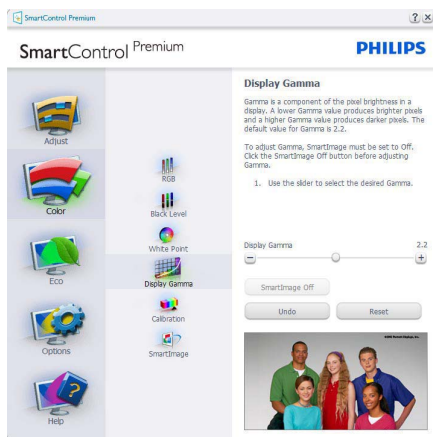 SmartControl Premium
SmartControl Premium
PHILIPS
Adjust
Color
Eco
Options
Help
RGB
Black Level
White Point
Display Gamma
Calibration
SmartImage
Display Gamma
Gamma is a component of the pixel brightness in a
display. A lower Gamma value produces brighter pixels
and a higher Gamma value produces darker pixels. The
default value for Gamma is 2.2.
To adjust Gamma, SmartImage must be set to Off.
Click the SmartImage Off button before adjusting
Gamma.
1. Use the slider to select the desired Gamma.
Display Gamma 2.2
SmartImage Off
Undo
Reset